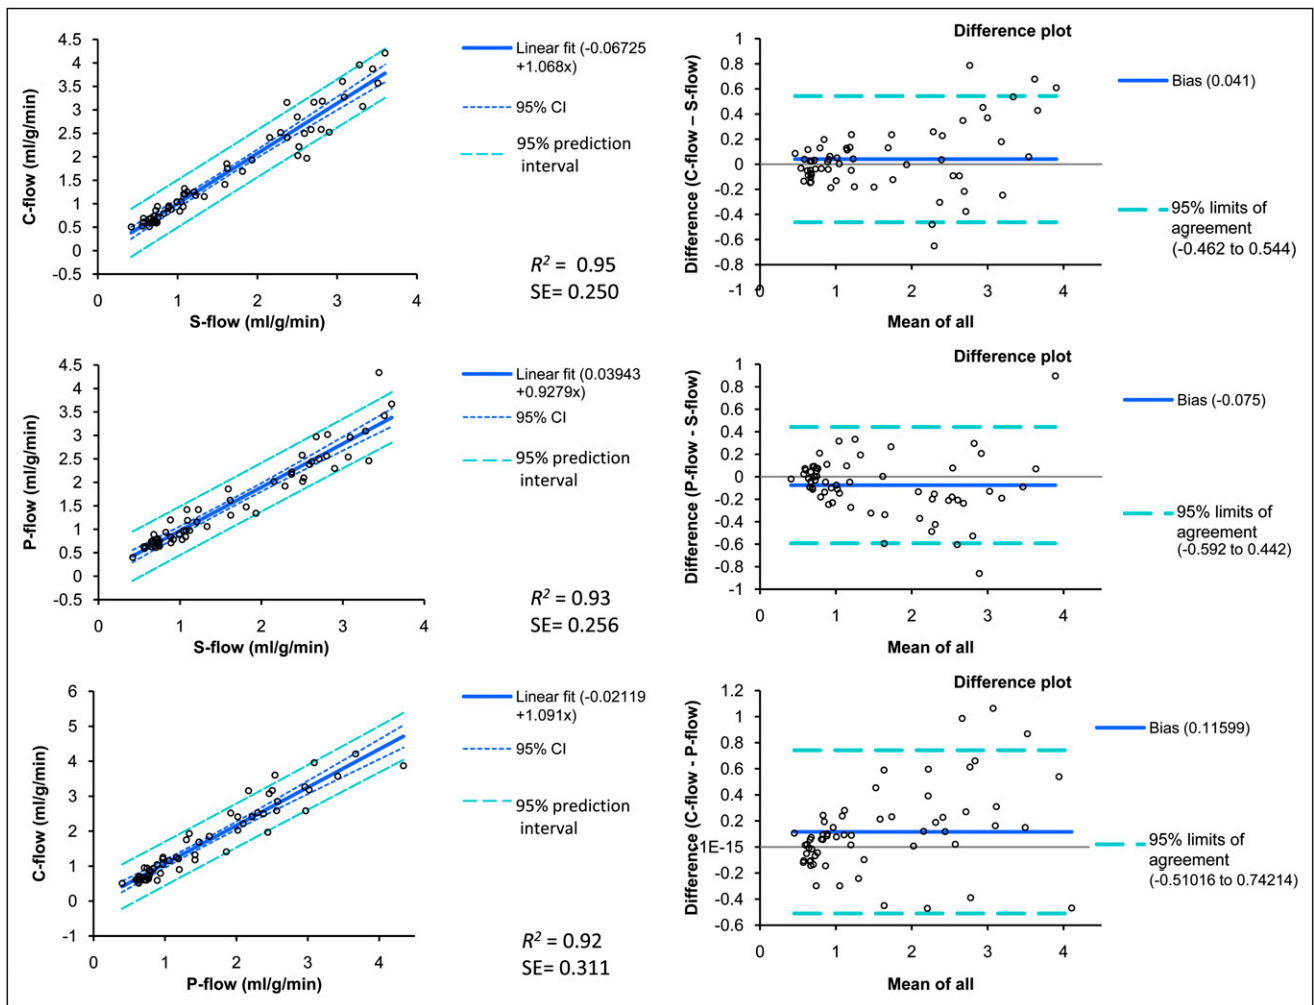 4.5
4
3.5
3
2.5
2
1.5
1
0.5
0
-0.5
C-flow (ml/g/min)
0 1 2 3 4
S-flow (ml/g/min)
Linear fit (-0.06725
+1.068x)
95% CI
95% prediction
interval
R² = 0.95
SE= 0.250
Difference plot
1
0.8
0.6
0.4
0.2
0
-0.2
-0.4
-0.6
-0.8
-1
Difference (C-flow – S-flow)
0 1 2 3 4
Mean of all
Bias (0.041)
95% limits of
agreement
(-0.462 to 0.544)
4.5
4
3.5
3
2.5
2
1.5
1
0.5
0
-0.5
P-flow (ml/g/min)
0 1 2 3 4
S-flow (ml/g/min)
Linear fit (0.03943
+0.9279x)
95% CI
95% prediction
interval
R² = 0.93
SE= 0.256
Difference plot
1
0.8
0.6
0.4
0.2
0
-0.2
-0.4
-0.6
-0.8
-1
Difference (P-flow - S-flow)
0 1 2 3 4
Mean of all
Bias (-0.075)
95% limits of
agreement
(-0.592 to 0.442)
6
5
4
3
2
1
0
-1
C-flow (ml/g/min)
0 1 2 3 4
P-flow (ml/g/min)
Linear fit (-0.02119
+1.091x)
95% CI
95% prediction
interval
R² = 0.92
SE= 0.311
Difference plot
1.2
1
0.8
0.6
0.4
0.2
1E-15
-0.2
-0.4
-0.6
Difference (C-flow - P-flow)
0 1 2 3 4
Mean of all
Bias (0.11599)
95% limits of
agreement
(-0.51016 to 0.74214)